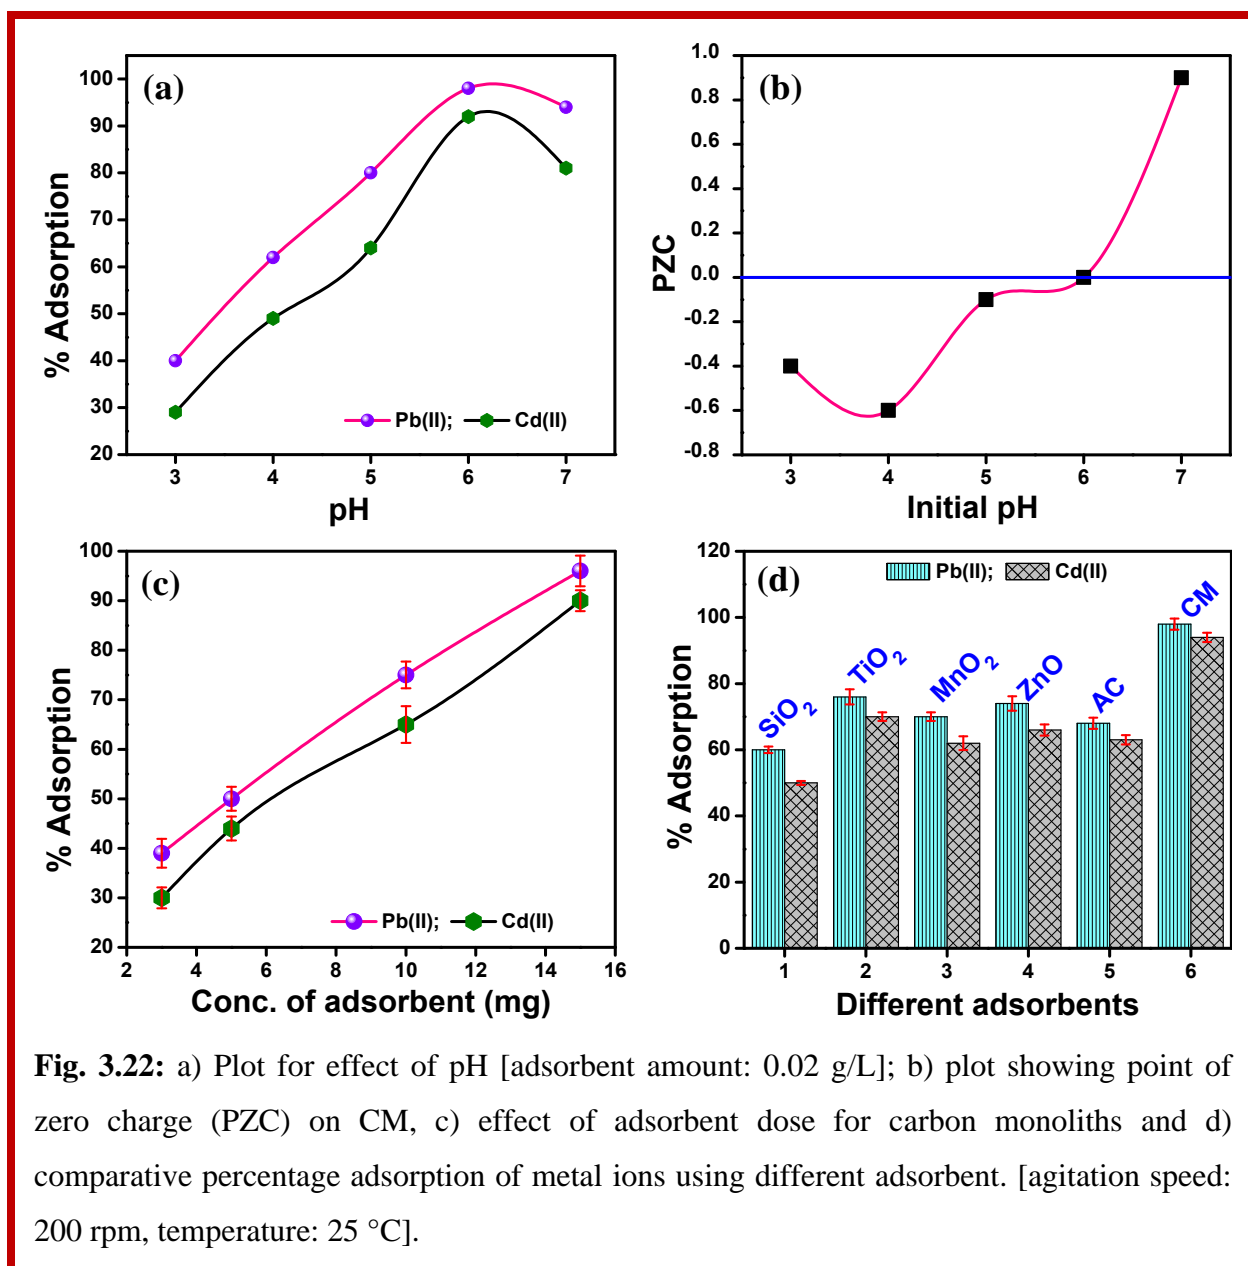 (a)
100
90
80
70
60
50
40
30
20
% Adsorption
Pb(II); Cd(II)
3 4 5 6 7
pH
(b)
1.0
0.8
0.6
0.4
0.2
0.0
-0.2
-0.4
-0.6
-0.8
PZC
3 4 5 6 7
Initial pH
(c)
100
90
80
70
60
50
40
30
20
% Adsorption
Pb(II); Cd(II)
2 4 6 8 10 12 14 16
Conc. of adsorbent (mg)
(d)
120
100
80
60
40
20
0
% Adsorption
Pb(II); Cd(II)
SiO2 TiO2 MnO2 ZnO AC CM
1 2 3 4 5 6
Different adsorbents
Fig. 3.22: a) Plot for effect of pH [adsorbent amount: 0.02 g/L]; b) plot showing point of
zero charge (PZC) on CM, c) effect of adsorbent dose for carbon monoliths and d)
comparative percentage adsorption of metal ions using different adsorbent. [agitation speed:
200 rpm, temperature: 25 °C].